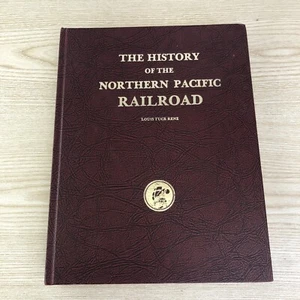 THE HISTORY
OF THE
NORTHERN PACIFIC
RAILROAD
LOUIS TUCK RENZ